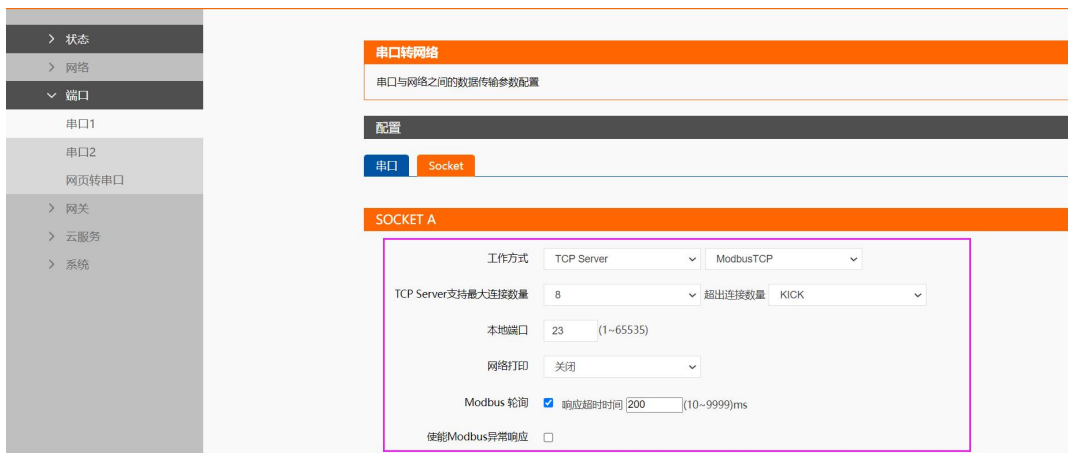 状态
网络
端口
串口1
串口2
网页转串口
网关
云服务
系统
串口转网络
串口与网络之间的数据传输参数配置
配置
串口 Socket
SOCKET A
工作方式 TCP Server ModbusTCP
TCP Server支持最大连接数量 8 超出连接数量 KICK
本地端口 23 (1~65535)
网络打印 关闭
Modbus 轮询 响应超时时间 200 (10~9999)ms
使能Modbus异常响应